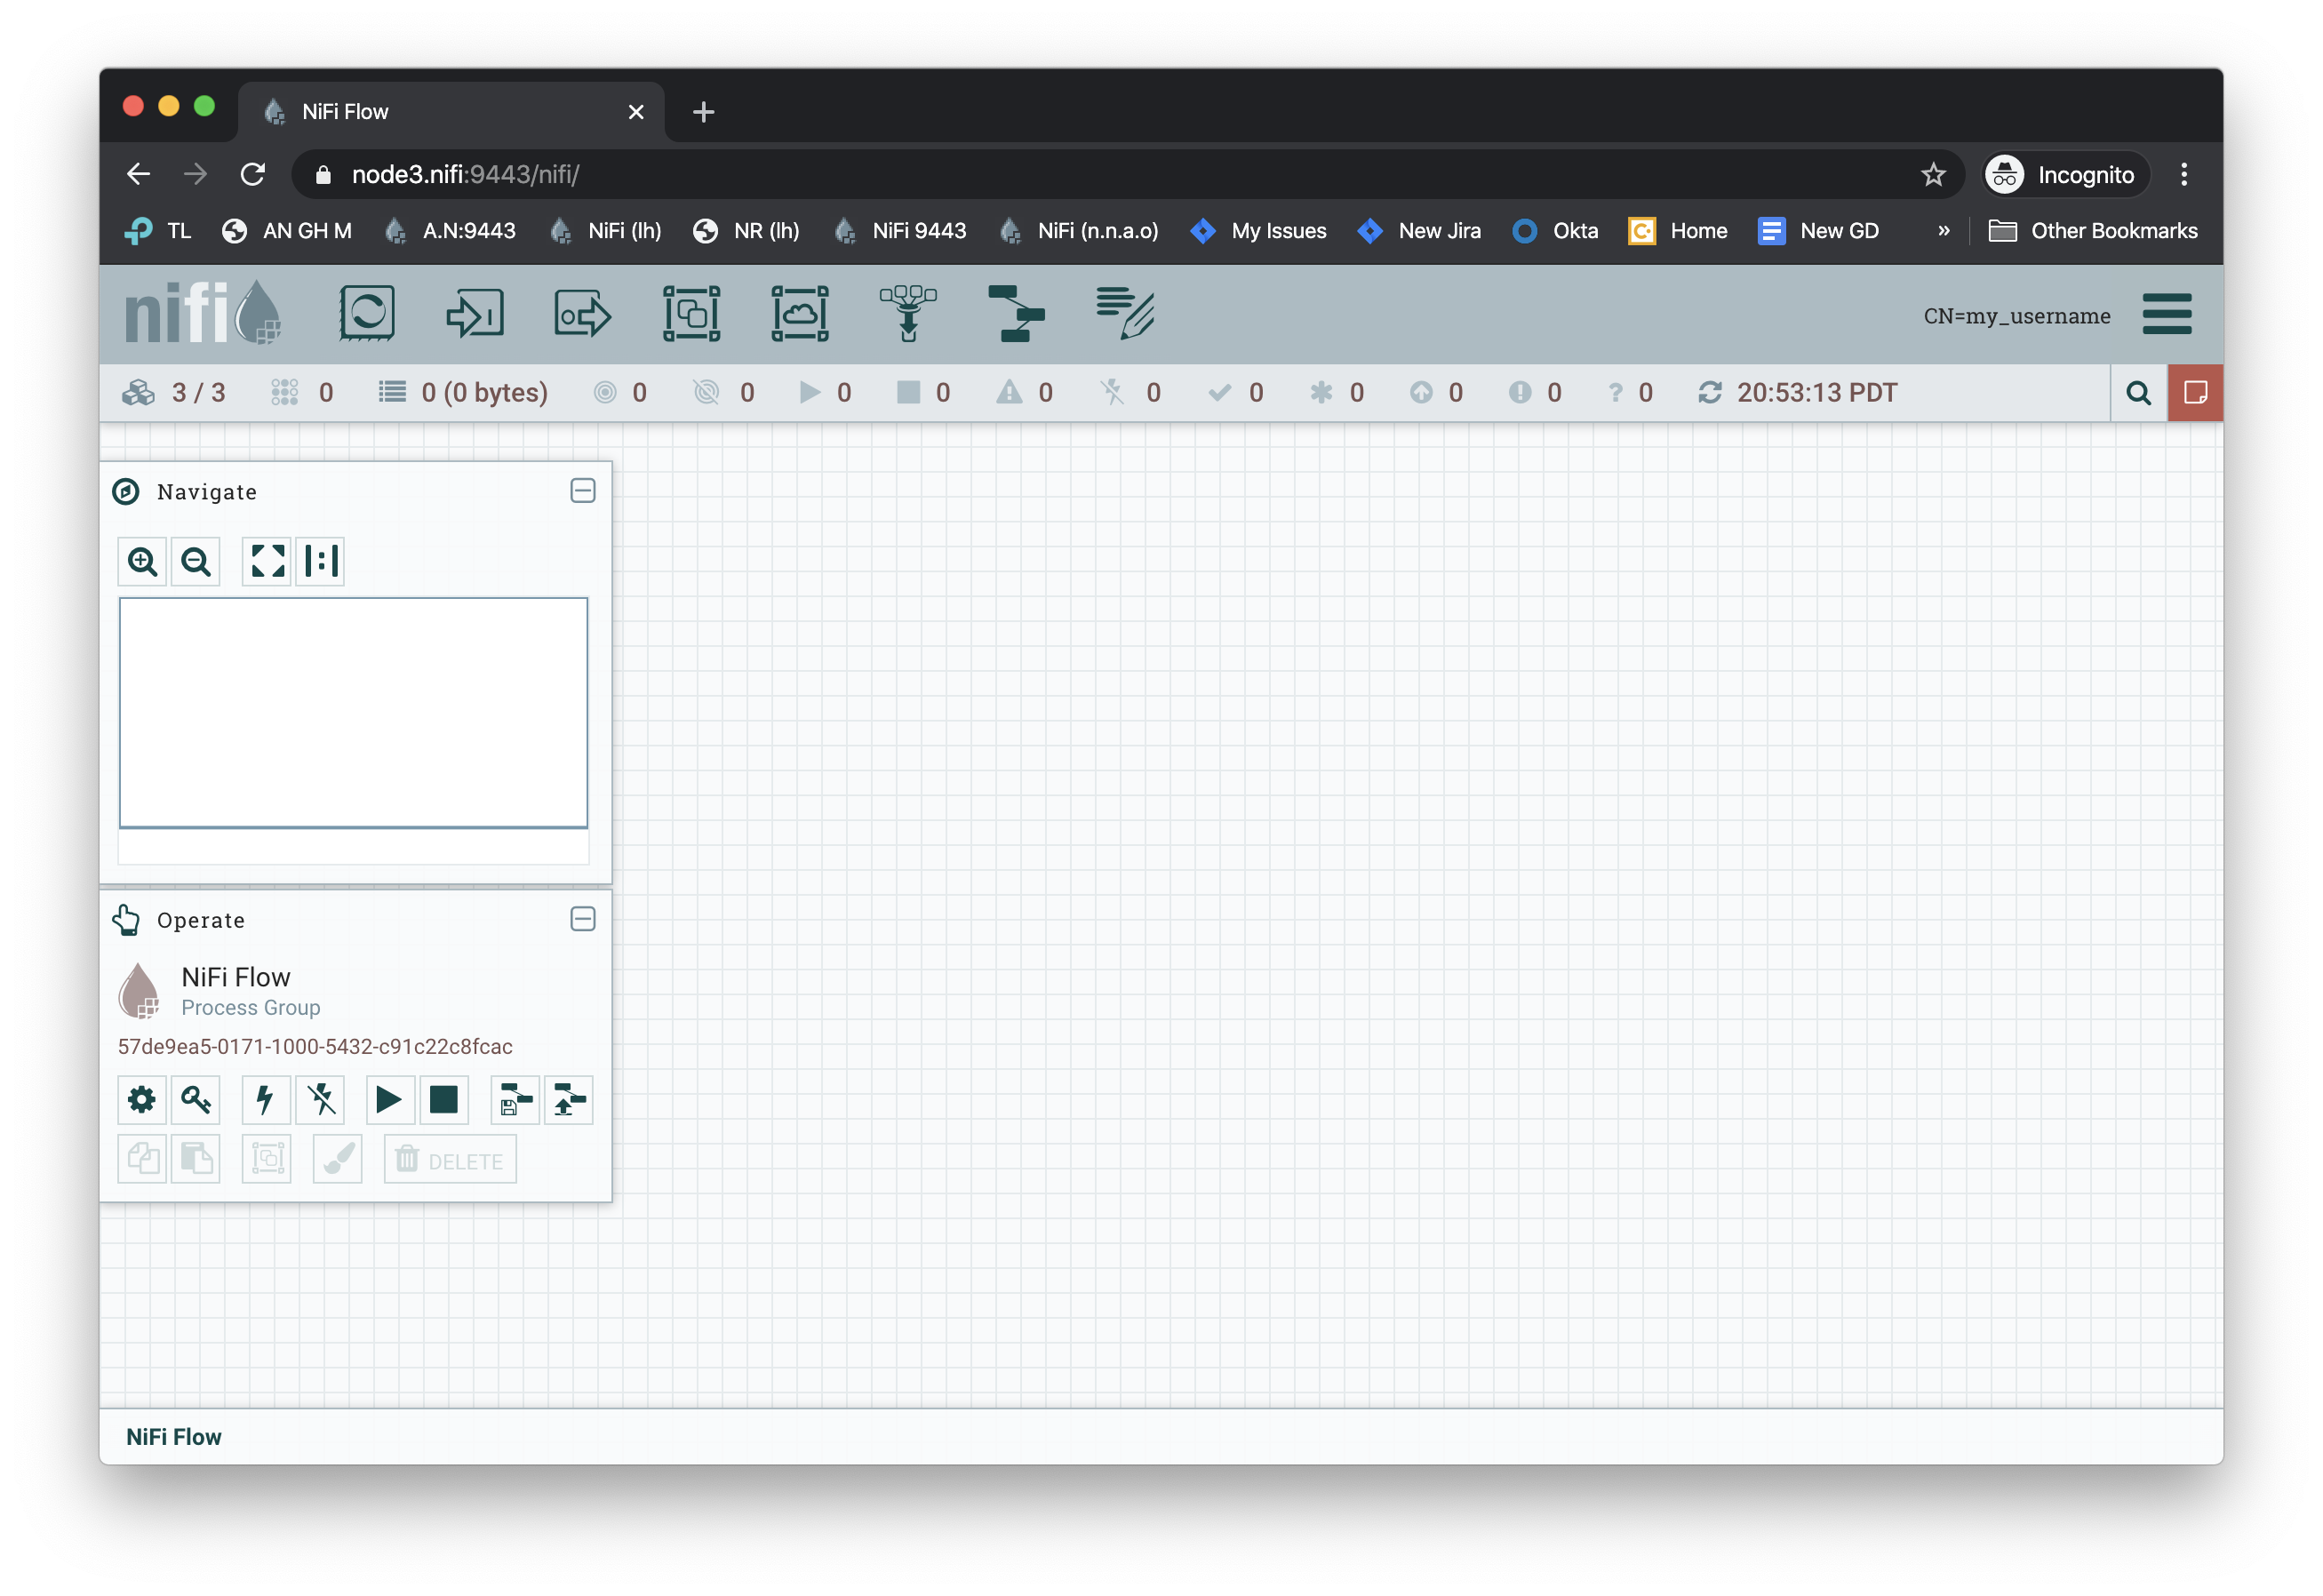 NiFi Flow
node3.nifi:9443/nifi/
Incognito
TL AN GH M A.N:9443 NiFi (lh) NR (lh) NiFi 9443 NiFi (n.n.a.o) My Issues New Jira Okta Home New GD » Other Bookmarks
nifi
CN=my_username
3 / 3 0 0 (0 bytes) 0 0 0 0 0 0 0 0 0 0 ? 0 20:53:13 PDT
Navigate
Operate
NiFi Flow
Process Group
57de9ea5-0171-1000-5432-c91c22c8fcac
DELETE
NiFi Flow